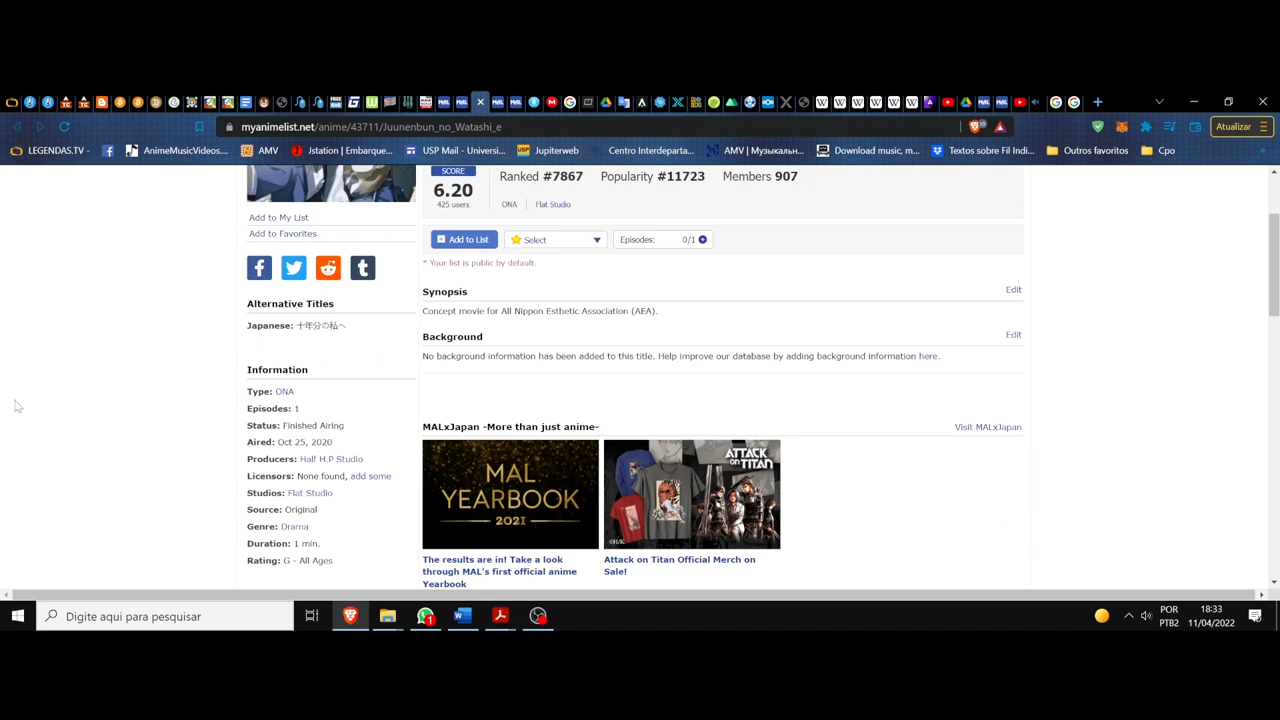 myanimelist.net/anime/43711/Juunenbun_no_Watashi_e
Atualizar
LEGENDAS.TV -
AnimeMusicVideos...
AMV
Jstation | Embarque...
USP Mail - Universi...
Jupiterweb
Centro Interdeparta...
AMV | Музыкальн...
Download music, m...
Textos sobre Fil Indi...
Outros favoritos
Cpo
SCORE
6.20
425 users
Ranked #7867 Popularity #11723 Members 907
ONA Flat Studio
Add to My List
Add to Favorites
Add to List
Select
Episodes: 0/1
* Your list is public by default.
Synopsis
Edit
Concept movie for All Nippon Esthetic Association (AEA).
Background
Edit
No background information has been added to this title. Help improve our database by adding background information here.
Alternative Titles
Japanese: 十年分の私へ
Information
Type: ONA
Episodes: 1
Status: Finished Airing
Aired: Oct 25, 2020
Producers: Half H.P Studio
Licensors: None found, add some
Studios: Flat Studio
Source: Original
Genre: Drama
Duration: 1 min.
Rating: G - All Ages
MALxJapan -More than just anime-
Visit MALxJapan
MAL
YEARBOOK
2021
ATTACK
ON TITAN
The results are in! Take a look
through MAL's first official anime
Yearbook
Attack on Titan Official Merch on
Sale!
Digite aqui para pesquisar
1
POR
PTB2
18:33
11/04/2022